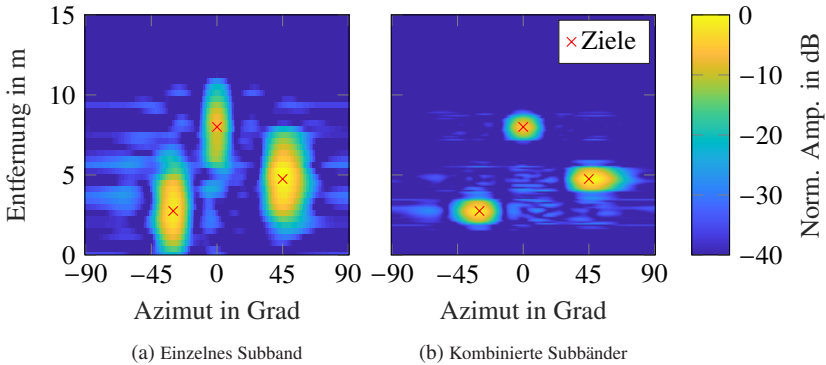 Entfernung in m
15
10
5
0
−90 −45 0 45 90
Azimut in Grad
(a) Einzelnes Subband
Ziele
−90 −45 0 45 90
Azimut in Grad
(b) Kombinierte Subbänder
0
−10
−20
−30
−40
Norm. Amp. in dB